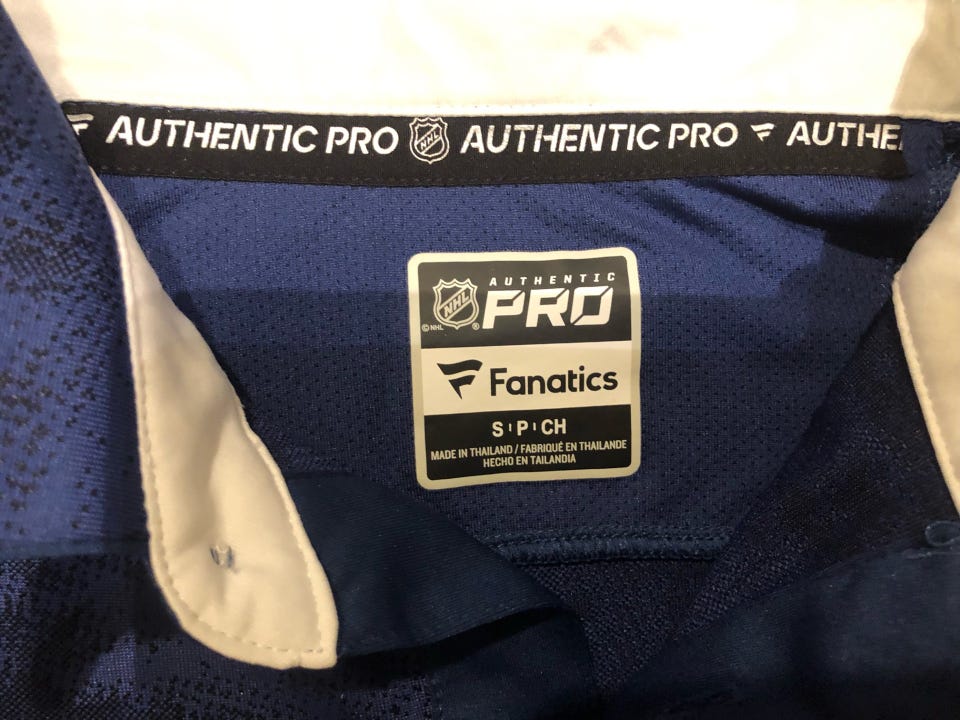 AUTHENTIC PRO NHL AUTHENTIC PRO AUTHE
AUTHENTIC
NHL PRO
©NHL ®
Fanatics
S P CH
MADE IN THAILAND / FABRIQUÉ EN THAILANDE
HECHO EN TAILANDIA